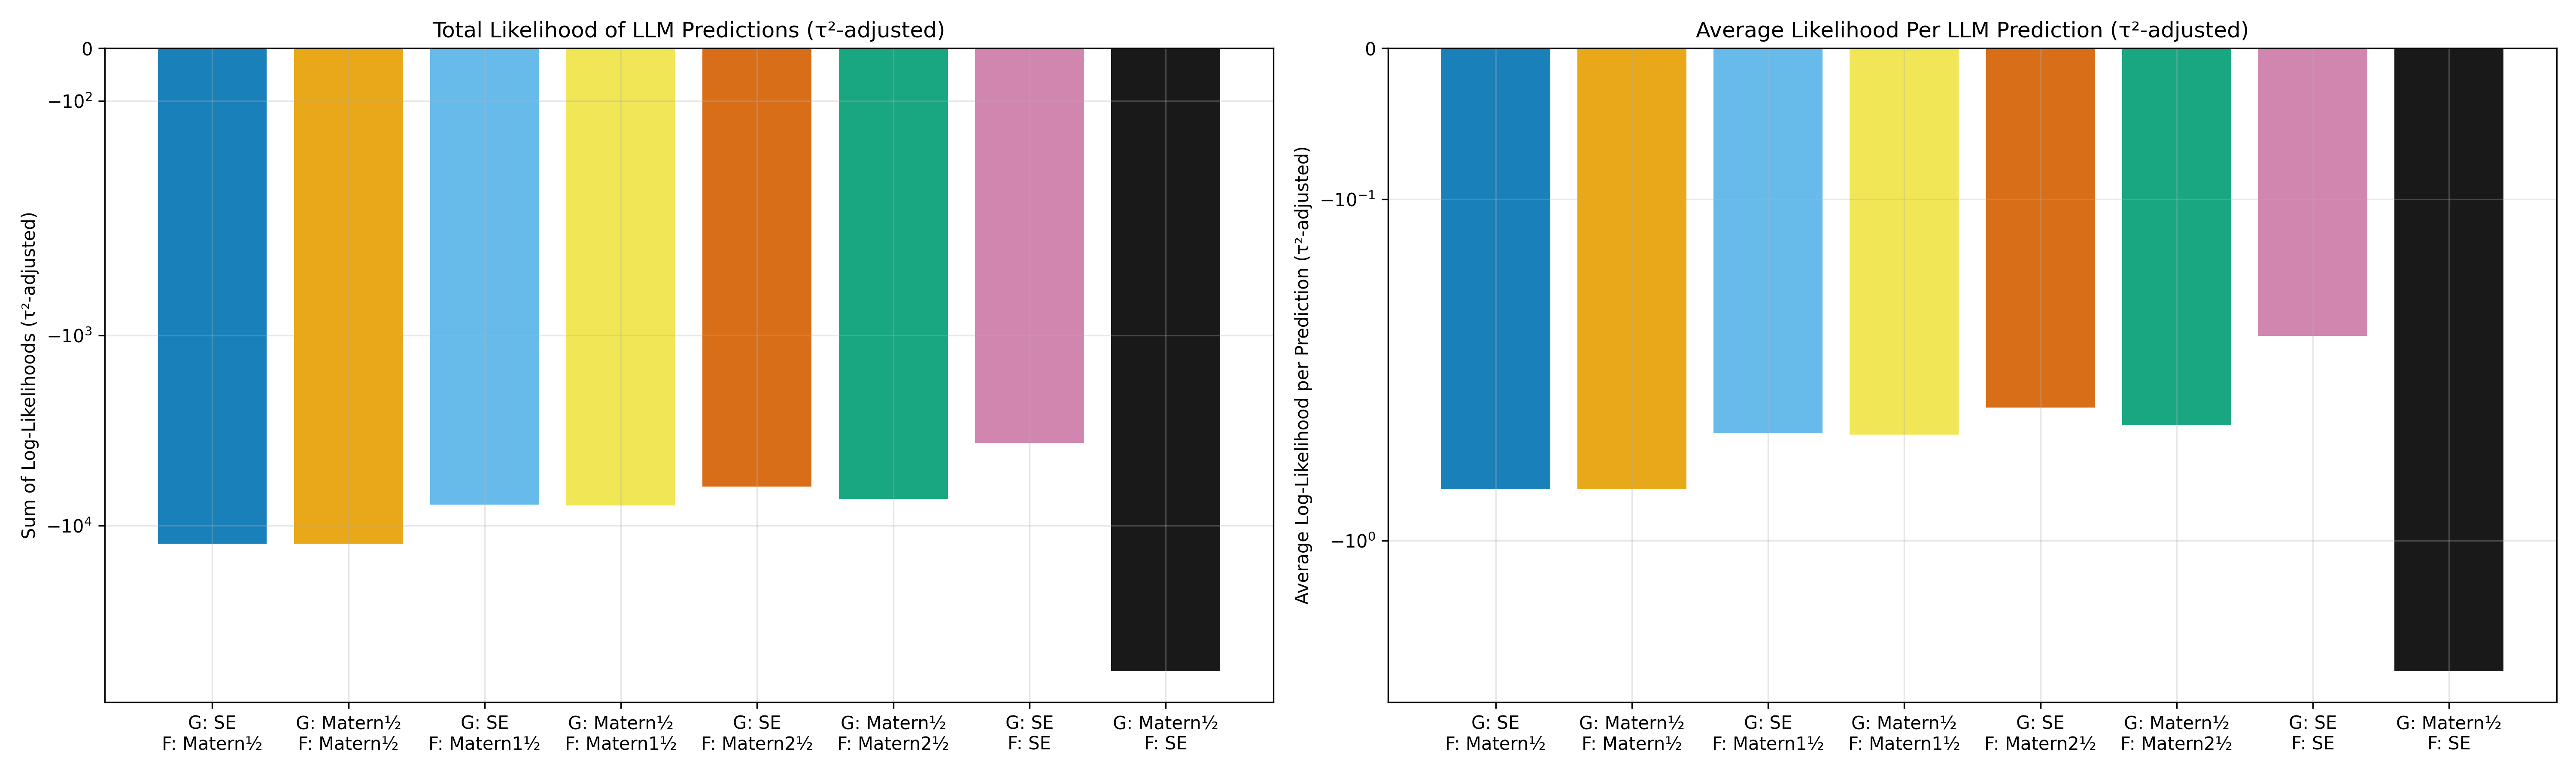 Total Likelihood of LLM Predictions (τ²-adjusted)
Sum of Log-Likelihoods (τ²-adjusted)
0
−10²
−10³
−10⁴
G: SE
F: Matern½
G: Matern½
F: Matern½
G: SE
F: Matern1½
G: Matern½
F: Matern1½
G: SE
F: Matern2½
G: Matern½
F: Matern2½
G: SE
F: SE
G: Matern½
F: SE
Average Likelihood Per LLM Prediction (τ²-adjusted)
Average Log-Likelihood per Prediction (τ²-adjusted)
0
−10⁻¹
−10⁰
G: SE
F: Matern½
G: Matern½
F: Matern½
G: SE
F: Matern1½
G: Matern½
F: Matern1½
G: SE
F: Matern2½
G: Matern½
F: Matern2½
G: SE
F: SE
G: Matern½
F: SE